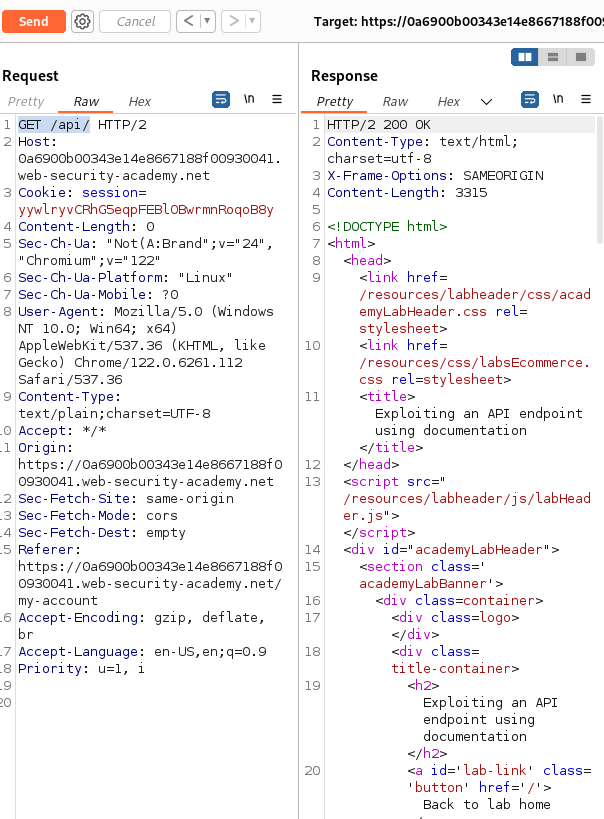 Send
Cancel
Target: https://0a6900b00343e14e8667188f009
Request
Pretty Raw Hex \n
1 GET /api/ HTTP/2
2 Host:
0a6900b00343e14e8667188f00930041.
web-security-academy.net
3 Cookie: session=
yywlryvCRhG5eqpFEBlOBwrmnRoqoB8y
4 Content-Length: 0
5 Sec-Ch-Ua: "Not(A:Brand";v="24",
"Chromium";v="122"
6 Sec-Ch-Ua-Platform: "Linux"
7 Sec-Ch-Ua-Mobile: ?0
8 User-Agent: Mozilla/5.0 (Windows
NT 10.0; Win64; x64)
AppleWebKit/537.36 (KHTML, like
Gecko) Chrome/122.0.6261.112
Safari/537.36
9 Content-Type:
text/plain;charset=UTF-8
10 Accept: */*
11 Origin:
https://0a6900b00343e14e8667188f0
0930041.web-security-academy.net
12 Sec-Fetch-Site: same-origin
13 Sec-Fetch-Mode: cors
14 Sec-Fetch-Dest: empty
15 Referer:
https://0a6900b00343e14e8667188f0
0930041.web-security-academy.net/
my-account
16 Accept-Encoding: gzip, deflate,
br
17 Accept-Language: en-US,en;q=0.9
18 Priority: u=1, i
19
20
Response
Pretty Raw Hex \n
1 HTTP/2 200 OK
2 Content-Type: text/html;
charset=utf-8
3 X-Frame-Options: SAMEORIGIN
4 Content-Length: 3315
5
6 <!DOCTYPE html>
7 <html>
8 <head>
9 <link href=
/resources/labheader/css/acad
emyLabHeader.css rel=
stylesheet>
10 <link href=
/resources/css/labsEcommerce.
css rel=stylesheet>
11 <title>
Exploiting an API endpoint
using documentation
</title>
12 </head>
13 <script src="
/resources/labheader/js/labHead
er.js">
</script>
14 <div id="academyLabHeader">
15 <section class='
academyLabBanner'>
16 <div class=container>
17 <div class=logo>
</div>
18 <div class=
title-container>
19 <h2>
Exploiting an API
endpoint using
documentation
</h2>
20 <a id='lab-link' class=
'button' href='/'>
Back to lab home